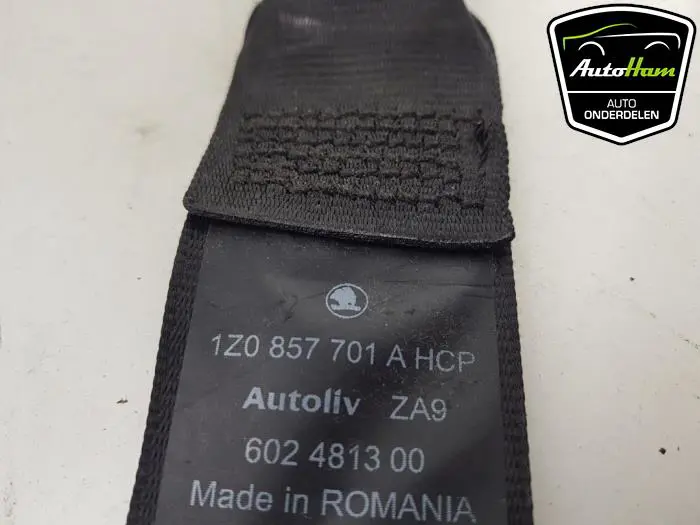 AutoHam
AUTO
ONDERDELEN
1Z0 857 701 A HCP
Autoliv ZA9
602 4813 00
Made in ROMANIA